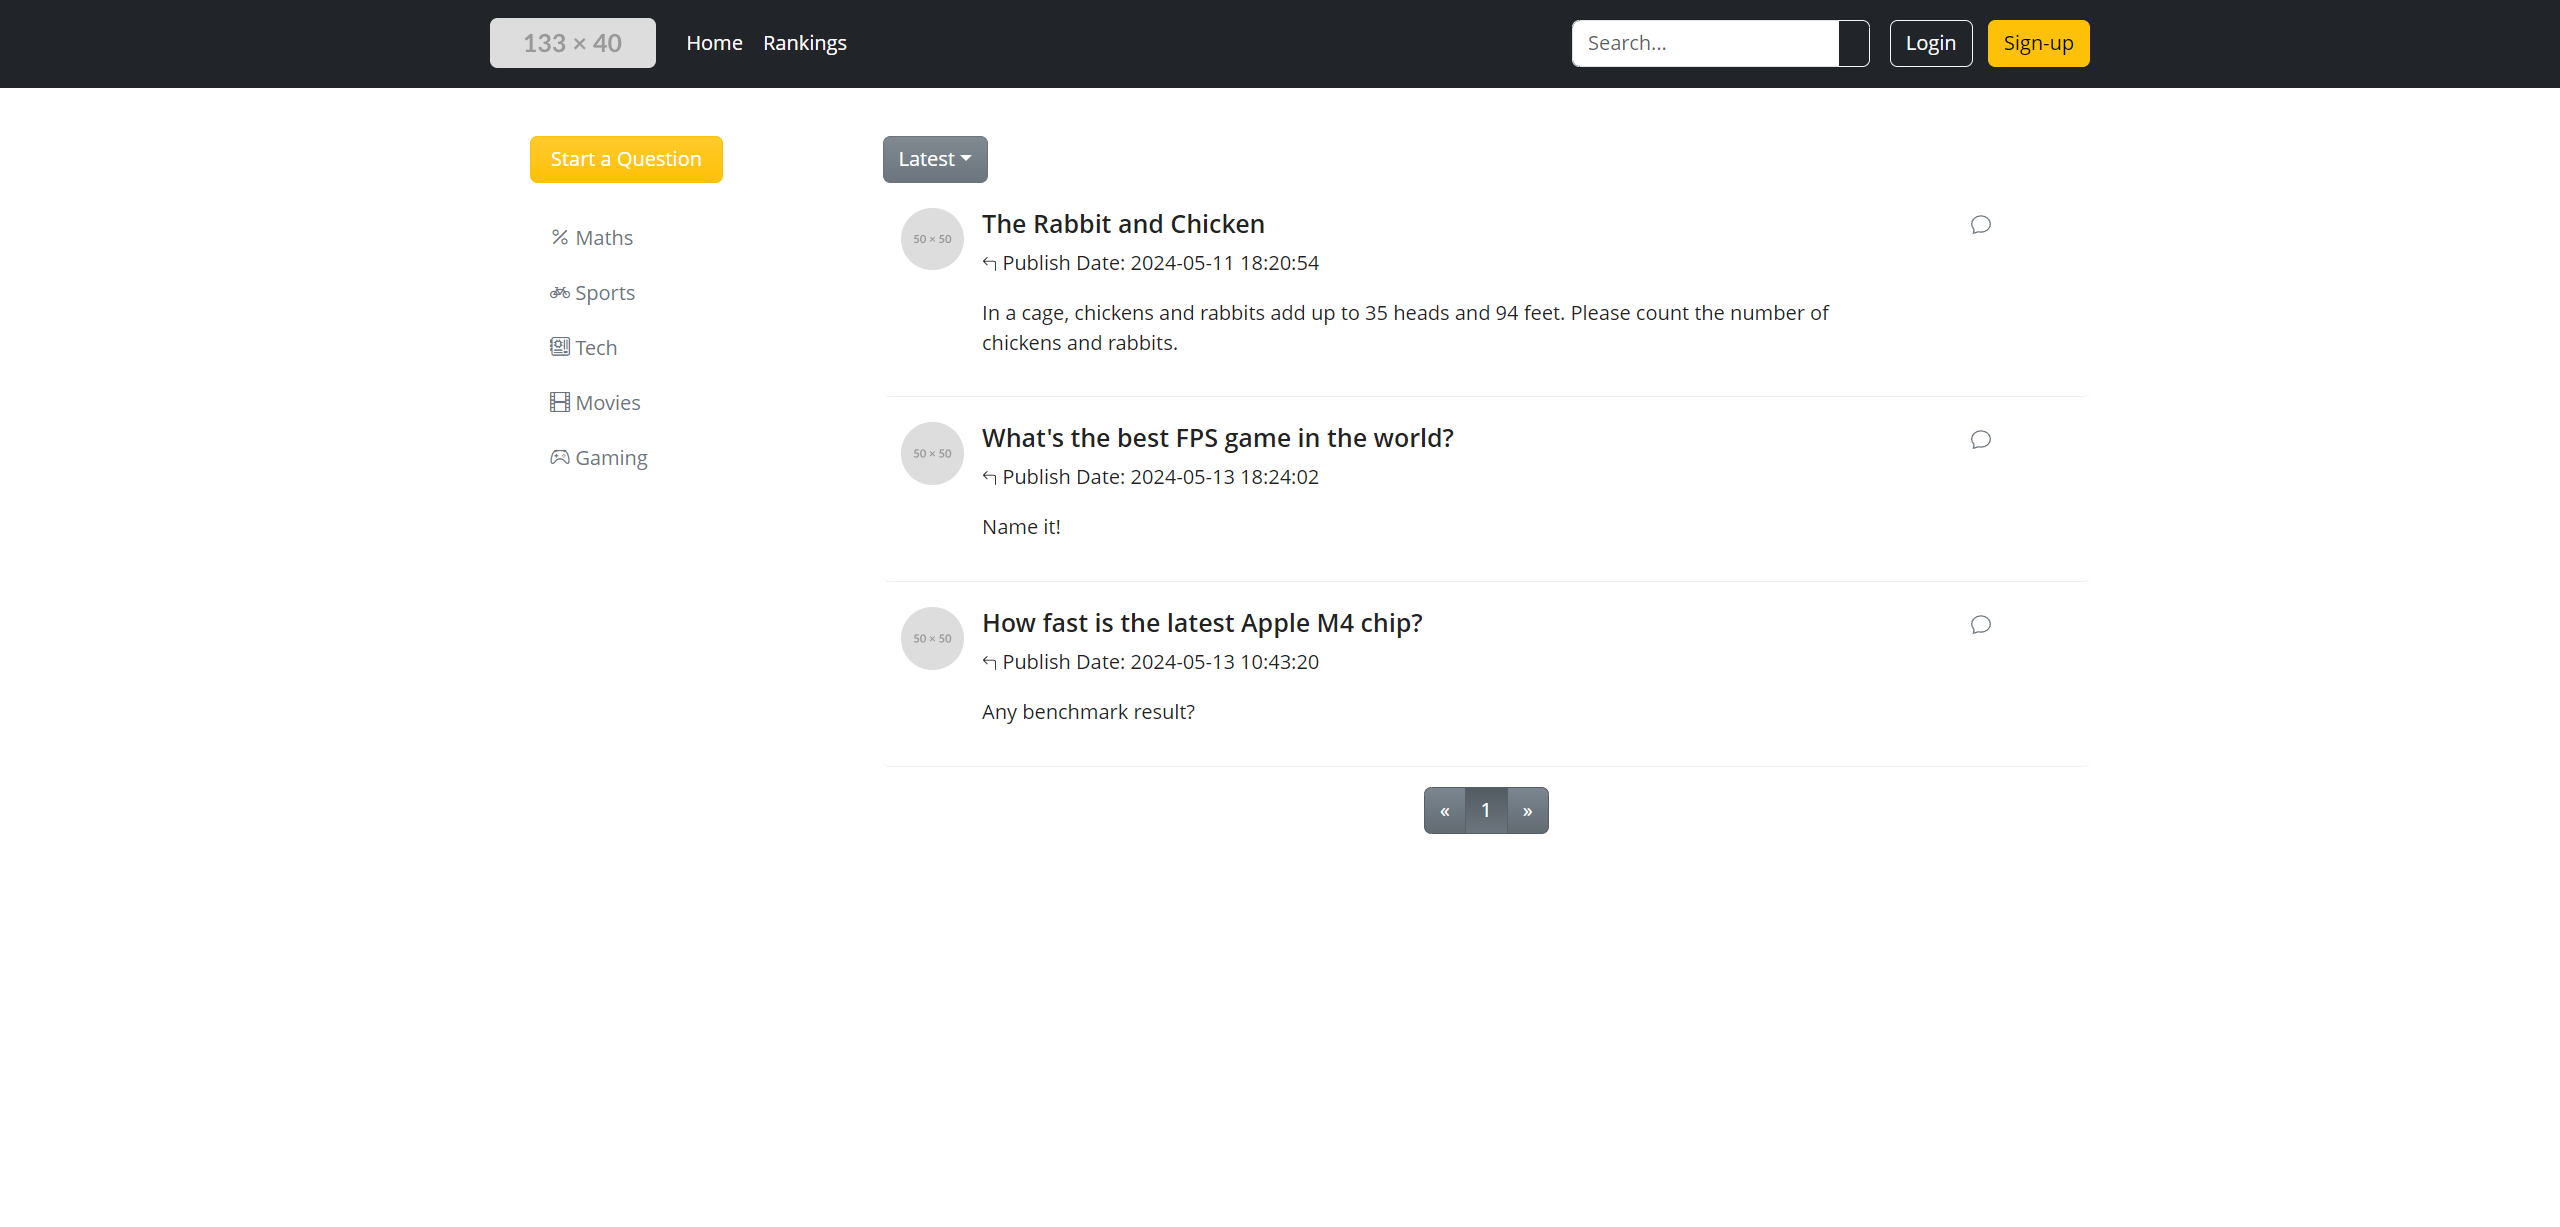 133 × 40
Home
Rankings
Search...
Login
Sign-up
Start a Question
Latest
Maths
Sports
Tech
Movies
Gaming
50 × 50
The Rabbit and Chicken
Publish Date: 2024-05-11 18:20:54
In a cage, chickens and rabbits add up to 35 heads and 94 feet. Please count the number of
chickens and rabbits.
50 × 50
What's the best FPS game in the world?
Publish Date: 2024-05-13 18:24:02
Name it!
50 × 50
How fast is the latest Apple M4 chip?
Publish Date: 2024-05-13 10:43:20
Any benchmark result?
« 1 »